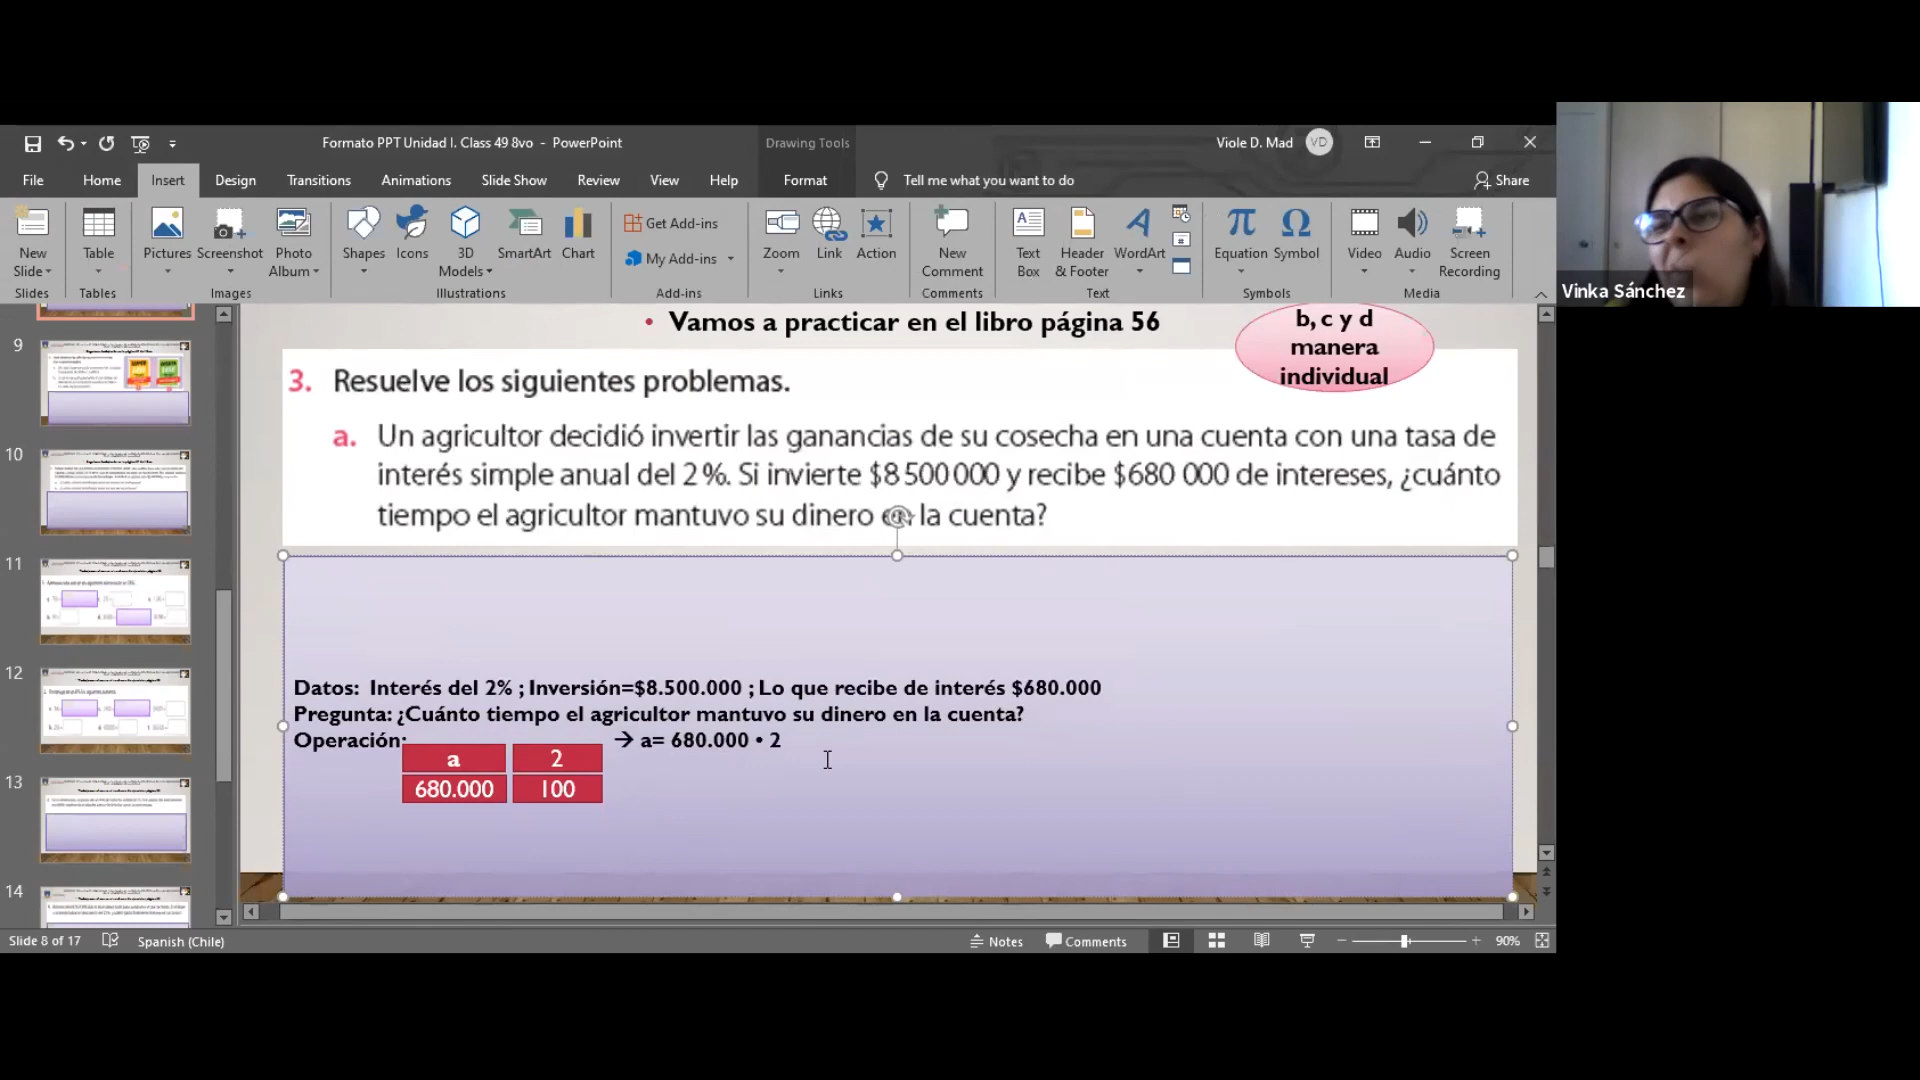 Formato PPT Unidad I. Class 49 8vo - PowerPoint
Drawing Tools
Viole D. Mad
VD
File Home Insert Design Transitions Animations Slide Show Review View Help Format Tell me what you want to do Share
New Slide
Table
Pictures
Screenshot
Photo Album
Shapes
Icons
3D Models
SmartArt
Chart
Get Add-ins
My Add-ins
Zoom
Link
Action
New Comment
Text Box
Header & Footer
WordArt
Equation
Symbol
Video
Audio
Screen Recording
Slides Tables Images Illustrations Add-ins Links Comments Text Symbols Media
Vinka Sánchez
9
10
11
12
13
14
• Vamos a practicar en el libro página 56
b, c y d
manera
individual
3. Resuelve los siguientes problemas.
a. Un agricultor decidió invertir las ganancias de su cosecha en una cuenta con una tasa de
interés simple anual del 2 %. Si invierte $8 500 000 y recibe $680 000 de intereses, ¿cuánto
tiempo el agricultor mantuvo su dinero en la cuenta?
Datos: Interés del 2% ; Inversión=$8.500.000 ; Lo que recibe de interés $680.000
Pregunta: ¿Cuánto tiempo el agricultor mantuvo su dinero en la cuenta?
Operación: → a= 680.000 • 2
a 2
680.000 100
Slide 8 of 17 Spanish (Chile) Notes Comments 90%